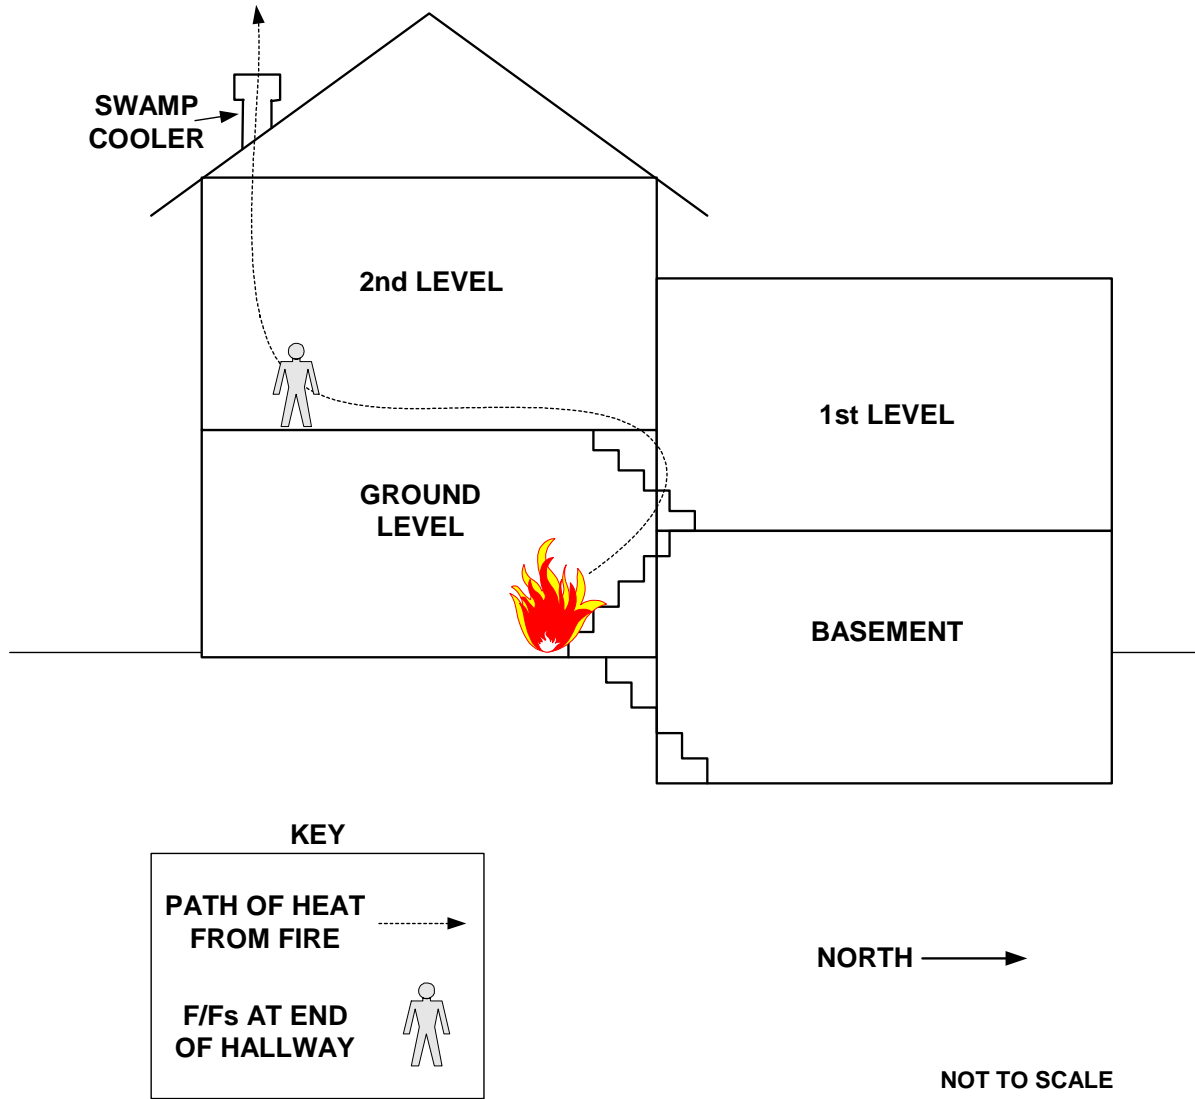 SWAMP
COOLER
2nd LEVEL
1st LEVEL
GROUND
LEVEL
BASEMENT
KEY
PATH OF HEAT
FROM FIRE
F/Fs AT END
OF HALLWAY
NORTH
NOT TO SCALE